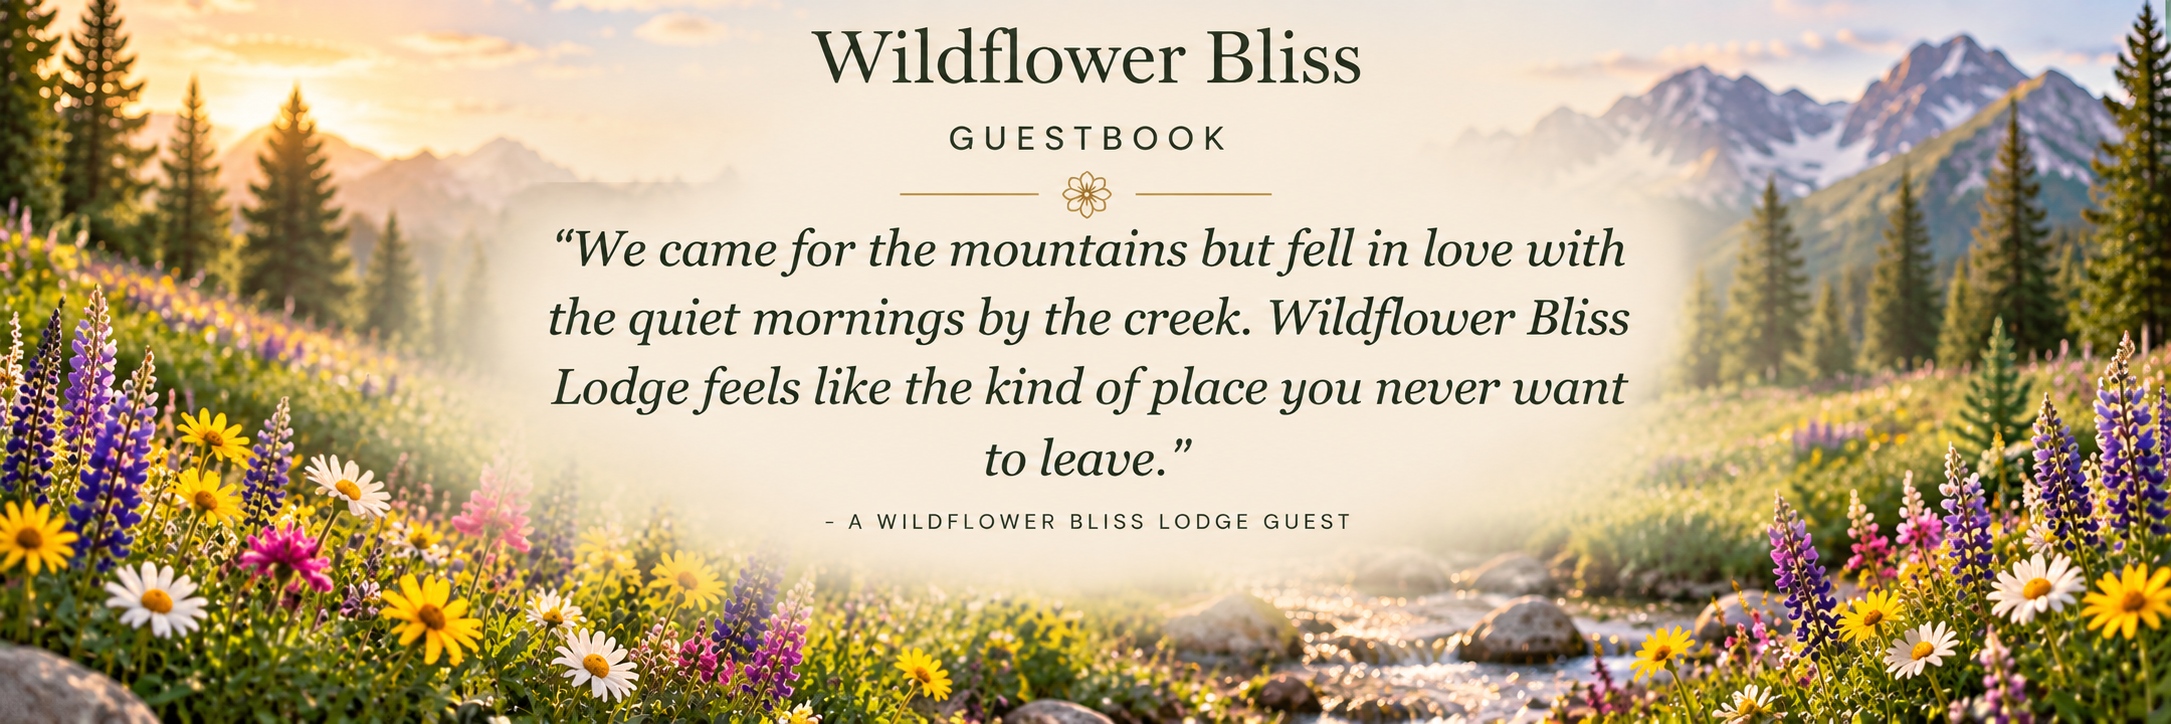 Wildflower Bliss
GUESTBOOK
“We came for the mountains but fell in love with
the quiet mornings by the creek. Wildflower Bliss
Lodge feels like the kind of place you never want
to leave.”
- A WILDFLOWER BLISS LODGE GUEST